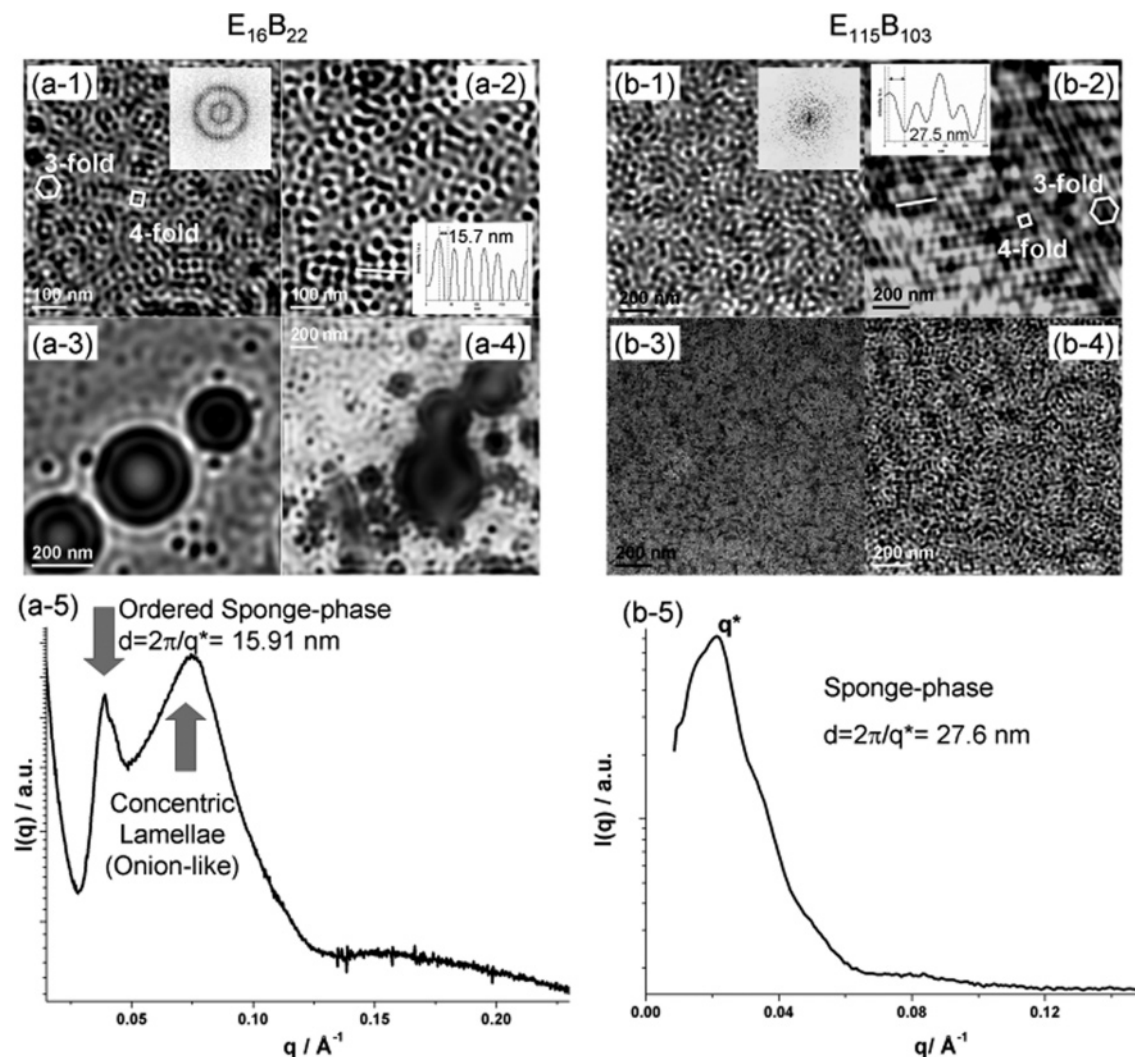 E₁₆B₂₂
E₁₁₅B₁₀₃
(a-1)
3-fold
4-fold
100 nm
(a-2)
15.7 nm
100 nm
(b-1)
200 nm
(b-2)
27.5 nm
3-fold
4-fold
200 nm
(a-3)
200 nm
(a-4)
200 nm
(b-3)
200 nm
(b-4)
200 nm
(a-5)
Ordered Sponge-phase
d=2π/q*= 15.91 nm
Concentric
Lamellae
(Onion-like)
I(q) / a.u.
0.05 0.10 0.15 0.20
q / Å⁻¹
(b-5)
q*
Sponge-phase
d=2π/q*= 27.6 nm
I(q) / a.u.
0.00 0.04 0.08 0.12
q/ Å⁻¹